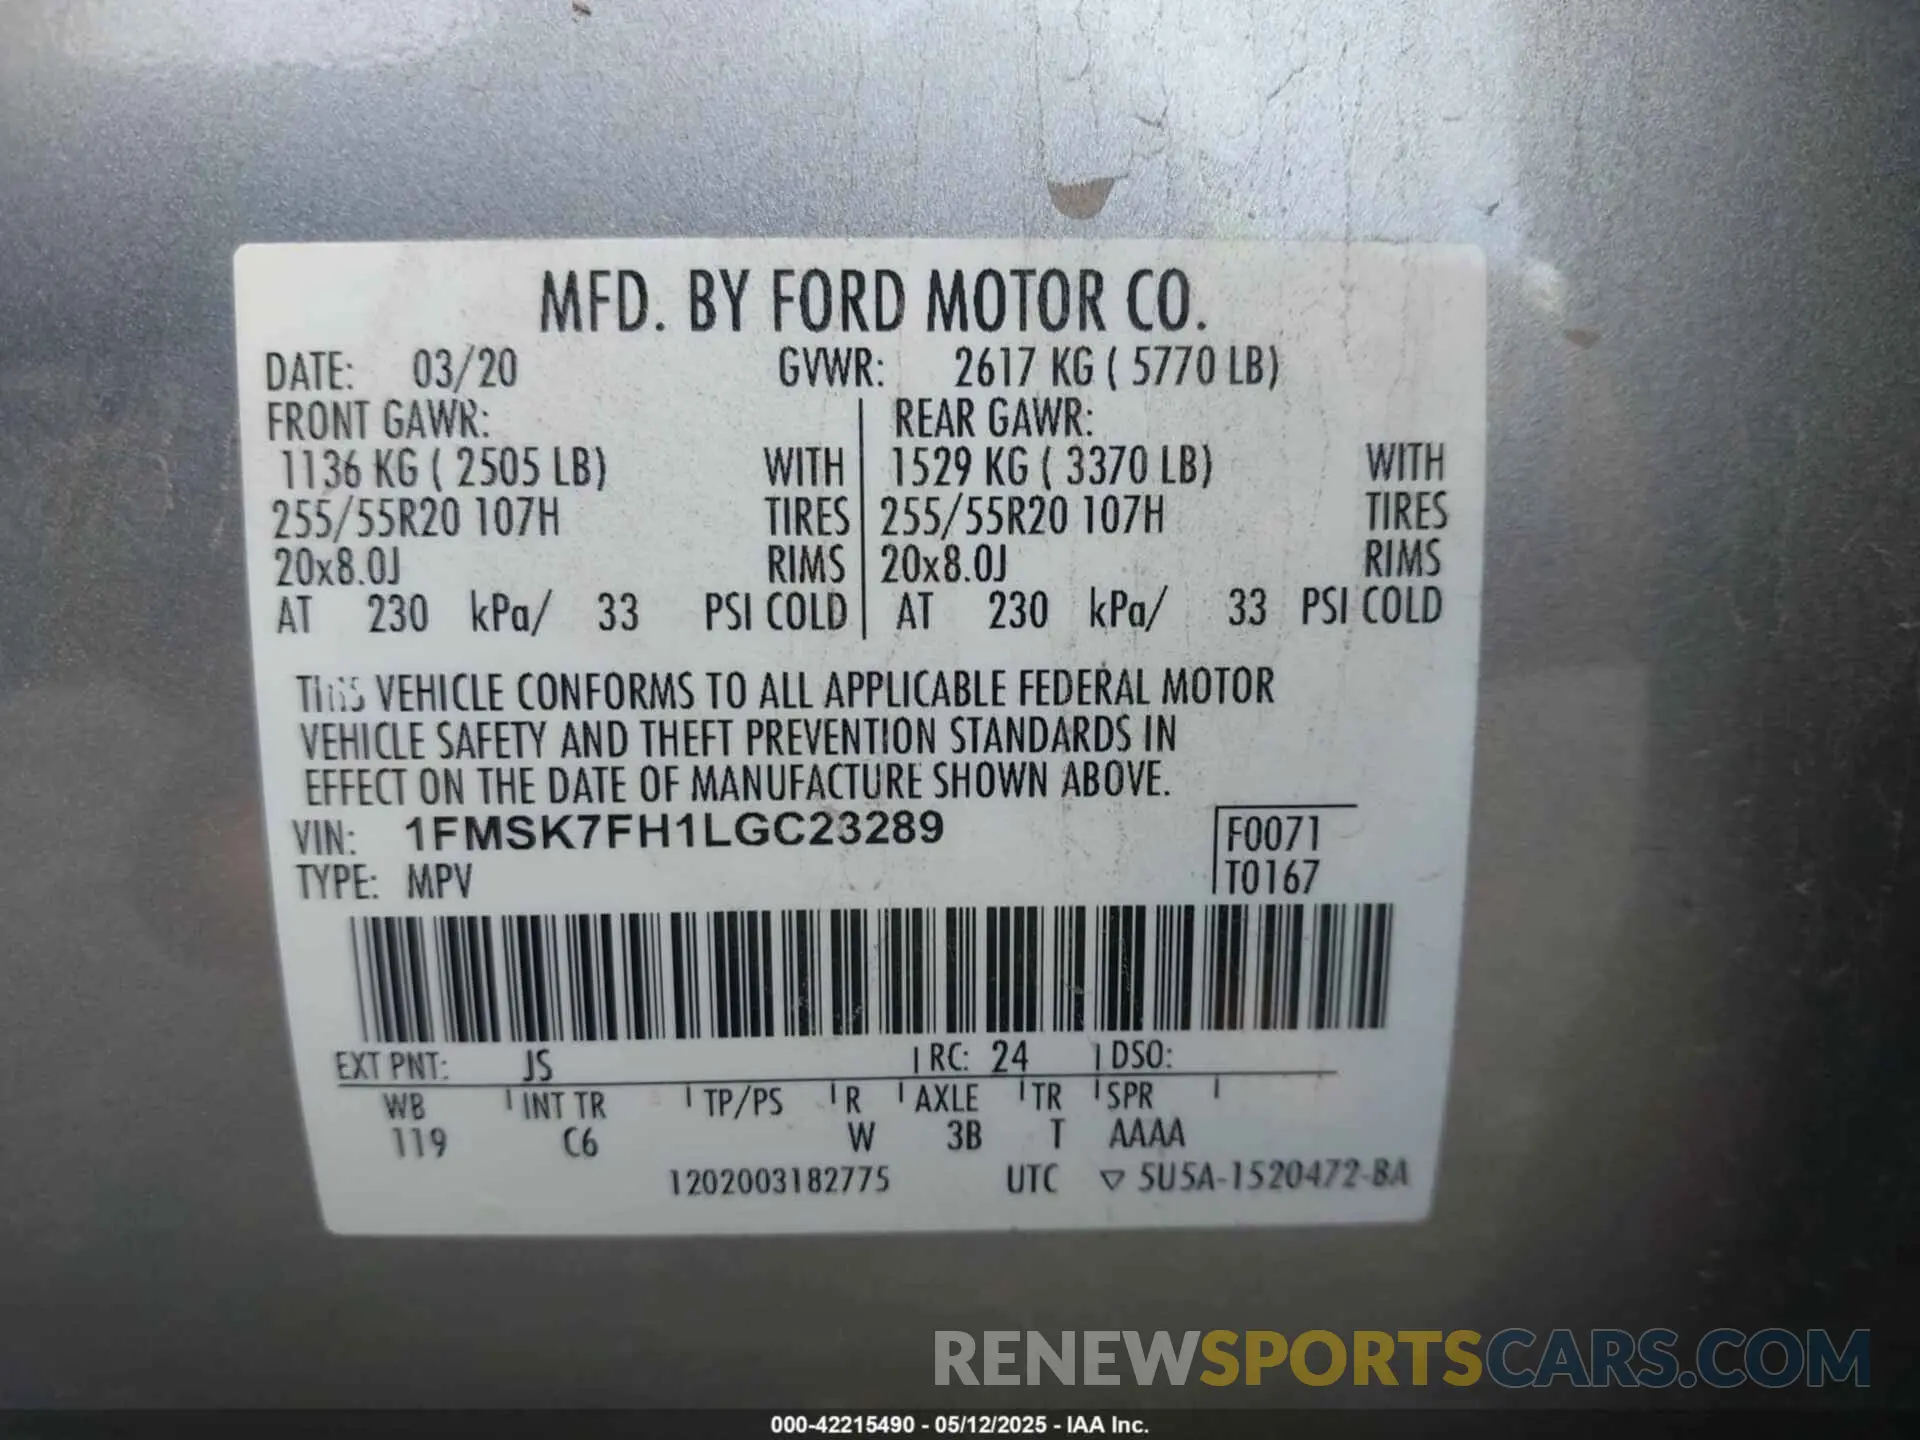 MFD. BY FORD MOTOR CO.
DATE: 03/20 GVWR: 2617 KG ( 5770 LB)
FRONT GAWR: REAR GAWR:
1136 KG ( 2505 LB) WITH 1529 KG ( 3370 LB) WITH
255/55R20 107H TIRES 255/55R20 107H TIRES
20x8.0J RIMS 20x8.0J RIMS
AT 230 kPa/ 33 PSI COLD AT 230 kPa/ 33 PSI COLD
THIS VEHICLE CONFORMS TO ALL APPLICABLE FEDERAL MOTOR
VEHICLE SAFETY AND THEFT PREVENTION STANDARDS IN
EFFECT ON THE DATE OF MANUFACTURE SHOWN ABOVE.
VIN: 1FMSK7FH1LGC23289 F0071
TYPE: MPV T0167
EXT PNT: JS RC: 24 DSO:
WB INT TR TP/PS R AXLE TR SPR
119 C6 W 3B T AAAA
1202003182775 UTC ▽ 5U5A-1520472-BA
RENEWSPORTSCARS.COM
000-42215490 - 05/12/2025 - IAA Inc.